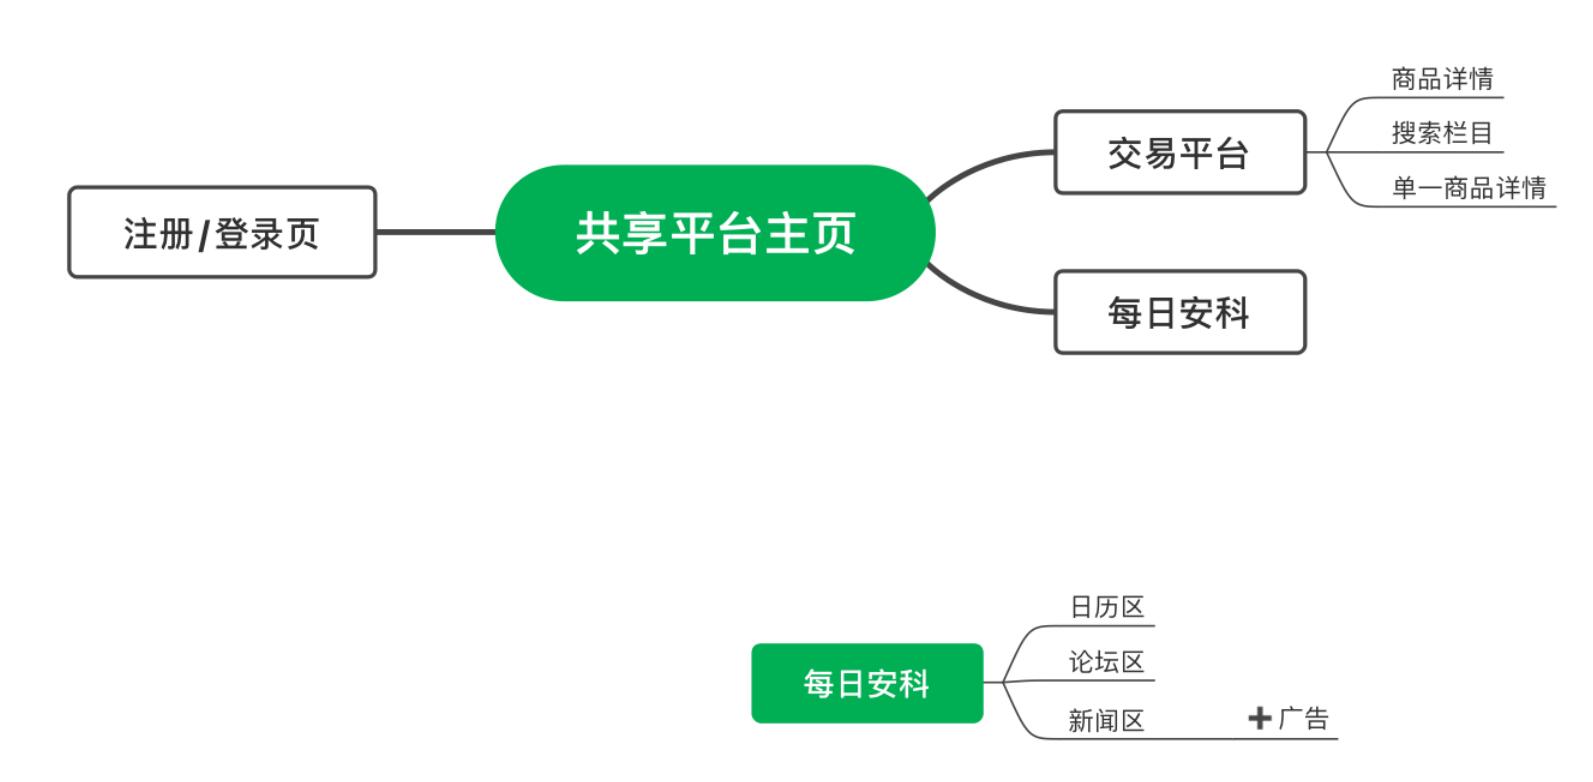 注册/登录页
共享平台主页
交易平台
商品详情
搜索栏目
单一商品详情
每日安科
每日安科
日历区
论坛区
新闻区
➕广告